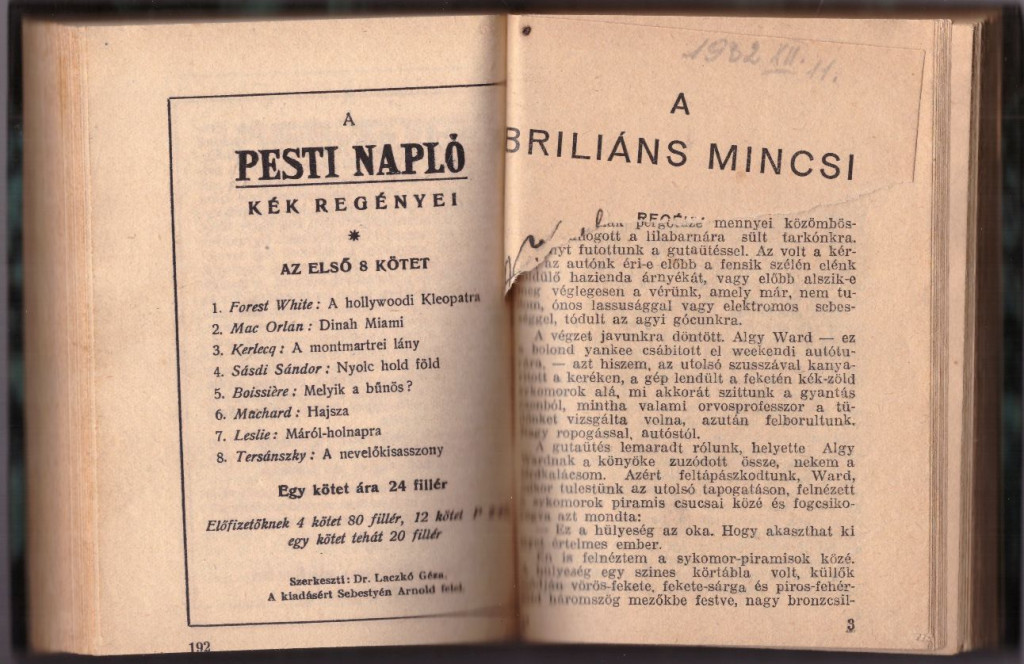 A
PESTI NAPLÓ
KÉK REGÉNYEI
*
AZ ELSŐ 8 KÖTET
1. Forest White: A hollywoodi Kleopatra
2. Mac Orlan: Dinah Miami
3. Kerlecq: A montmartrei lány
4. Sásdi Sándor: Nyolc hold föld
5. Boissière: Melyik a bűnös?
6. Machard: Hajsza
7. Leslie: Máról-holnapra
8. Tersánszky: A nevelőkisasszony
Egy kötet ára 24 fillér
Előfizetőknek 4 kötet 80 fillér, 12 kötet P
egy kötet tehát 20 fillér
Szerkeszti: Dr. Laczkó Géza.
A kiadásért Sebestyén Arnold felel.
192
1932 XII. 11.
A
BRILIÁNS MINCSI
mennyei közömbös-
a lilabarnára sült tarkónkra.
futottunk a gutaütéssel. Az volt a kér-
az autónk éri-e előbb a fensik szélén elénk
hazienda árnyékát, vagy előbb alszik-e
véglegesen a vérünk, amely már, nem tu-
ónos lassusággal vagy elektromos sebes-
séggel, tódult az agyi gócunkra.
A végzet javunkra döntött. Algy Ward — ez
a bolond yankee csábitott el weekendi autótu-
— azt hiszem, az utolsó szusszával kanya-
a keréken, a gép lendült a feketén kék-zöld
alá, mi akkorát szittunk a gyantás
mintha valami orvosprofesszor a tü-
vizsgálta volna, azután felborultunk.
ropogással, autóstól.
A gutaütés lemaradt rólunk, helyette Algy
Wardnak a könyöke zuzódott össze, nekem a
Azért feltápászkodtunk, Ward,
tulestünk az utolsó tapogatáson, felnézett
piramis csucsai közé és fogcsiko-
azt mondta:
— Ez a hülyeség az oka. Hogy akaszthat ki
értelmes ember.
Én is felnéztem a sykomor-piramisok közé.
A hülyeség egy szines körtábla volt, küllők
vörös-fekete, fekete-sárga és piros-fehér-
háromszög mezőkbe festve, nagy bronzcsil-
3